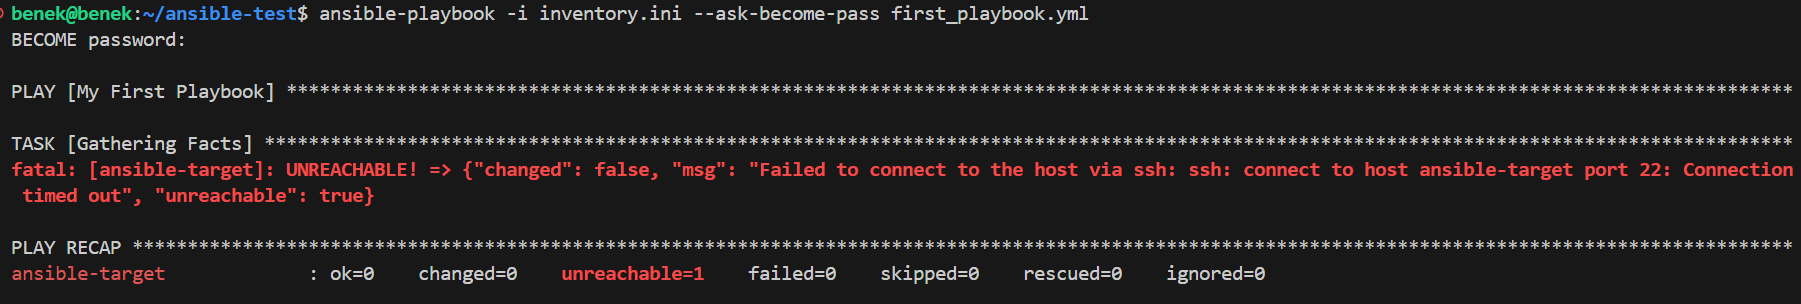 benek@benek:~/ansible-test$ ansible-playbook -i inventory.ini --ask-become-pass first_playbook.yml
BECOME password:
PLAY [My First Playbook] *****************************************************************************************************************************************
TASK [Gathering Facts] *******************************************************************************************************************************************
fatal: [ansible-target]: UNREACHABLE! => {"changed": false, "msg": "Failed to connect to the host via ssh: ssh: connect to host ansible-target port 22: Connection
timed out", "unreachable": true}
PLAY RECAP *******************************************************************************************************************************************************
ansible-target             : ok=0    changed=0    unreachable=1    failed=0    skipped=0    rescued=0    ignored=0